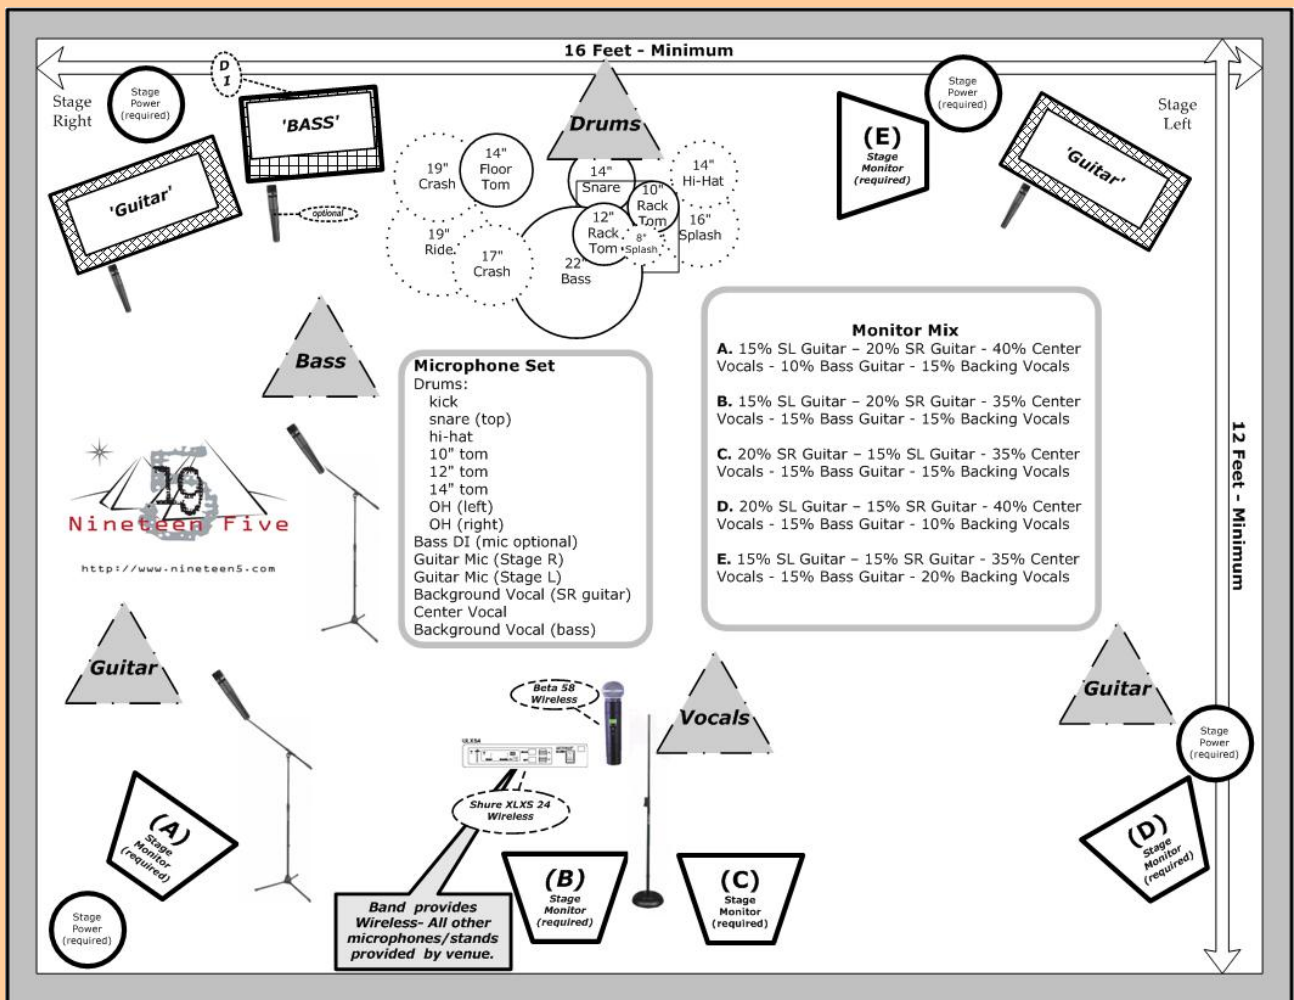 16 Feet - Minimum
Stage
Right
Stage
Power
(required)
D
I
'BASS'
'Guitar'
optional
Drums
19"
Crash
14"
Floor
Tom
14"
Snare
14"
Hi-Hat
10"
Rack
Tom
12"
Rack
Tom
8"
Splash
16"
Splash
19"
Ride
17"
Crash
22"
Bass
(E)
Stage
Monitor
(required)
Stage
Power
(required)
Stage
Left
'Guitar'
12 Feet - Minimum
Bass
Microphone Set
Drums:
kick
snare (top)
hi-hat
10" tom
12" tom
14" tom
OH (left)
OH (right)
Bass DI (mic optional)
Guitar Mic (Stage R)
Guitar Mic (Stage L)
Background Vocal (SR guitar)
Center Vocal
Background Vocal (bass)
Monitor Mix
A. 15% SL Guitar – 20% SR Guitar - 40% Center
Vocals - 10% Bass Guitar - 15% Backing Vocals
B. 15% SL Guitar – 20% SR Guitar - 35% Center
Vocals - 15% Bass Guitar - 15% Backing Vocals
C. 20% SR Guitar – 15% SL Guitar - 35% Center
Vocals - 15% Bass Guitar - 15% Backing Vocals
D. 20% SL Guitar – 15% SR Guitar - 40% Center
Vocals - 15% Bass Guitar - 10% Backing Vocals
E. 15% SL Guitar – 15% SR Guitar - 35% Center
Vocals - 15% Bass Guitar - 20% Backing Vocals
19
5
Nineteen Five
http://www.nineteen5.com
Guitar
Beta 58
Wireless
Vocals
Guitar
ULXS4
Shure XLXS 24
Wireless
Stage
Power
(required)
(A)
Stage
Monitor
(required)
(B)
Stage
Monitor
(required)
(C)
Stage
Monitor
(required)
(D)
Stage
Monitor
(required)
Stage
Power
(required)
Band provides
Wireless- All other
microphones/stands
provided by venue.